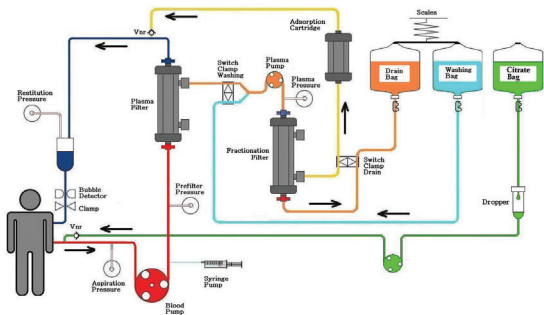 Scales
Adsorption
Cartridge
Vnr
Switch
Clamp
Washing
Plasma
Pump
Drain
Bag
Washing
Bag
Citrate
Bag
Restitution
Pressure
Plasma
Filter
Plasma
Pressure
Fractionation
Filter
Switch
Clamp
Drain
Bubble
Detector
Clamp
Prefilter
Pressure
Dropper
Vnr
Aspiration
Pressure
Blood
Pump
Syringe
Pump